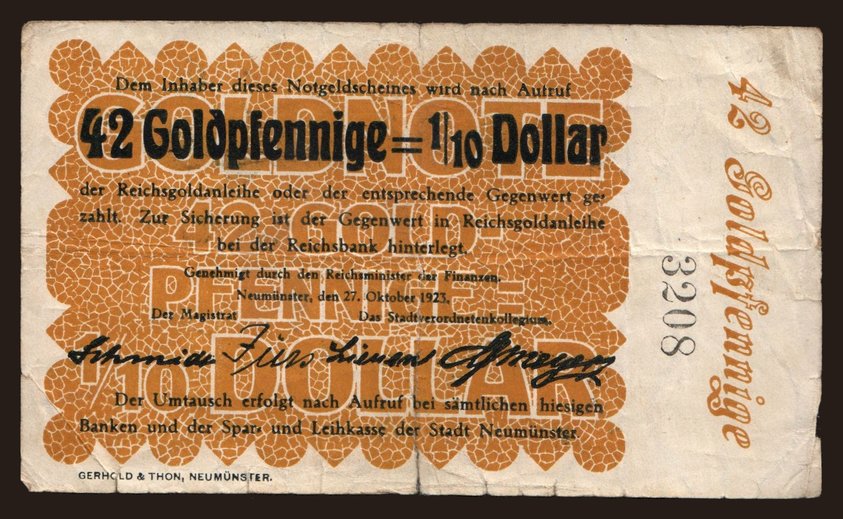 Dem Inhaber dieses Notgeldscheines wird nach Aufruf
GOLDNOTE
42 Goldpfennige = 1/10 Dollar
der Reichsgoldanleihe oder der entsprechende Gegenwert ge-
zahlt. Zur Sicherung ist der Gegenwert in Reichsgoldanleihe
bei der Reichsbank hinterlegt.
42 GOLD-
PFENNIGE =
1/10 DOLLAR
Genehmigt durch den Reichsminister der Finanzen.
Neumünster, den 27. Oktober 1923.
Der Magistrat Das Stadtverordnetenkollegium.
Schmidt
Der Umtausch erfolgt nach Aufruf bei sämtlichen hiesigen
Banken und der Spar- und Leihkasse der Stadt Neumünster
GERHOLD & THON, NEUMÜNSTER.
3208
42 Goldpfennige